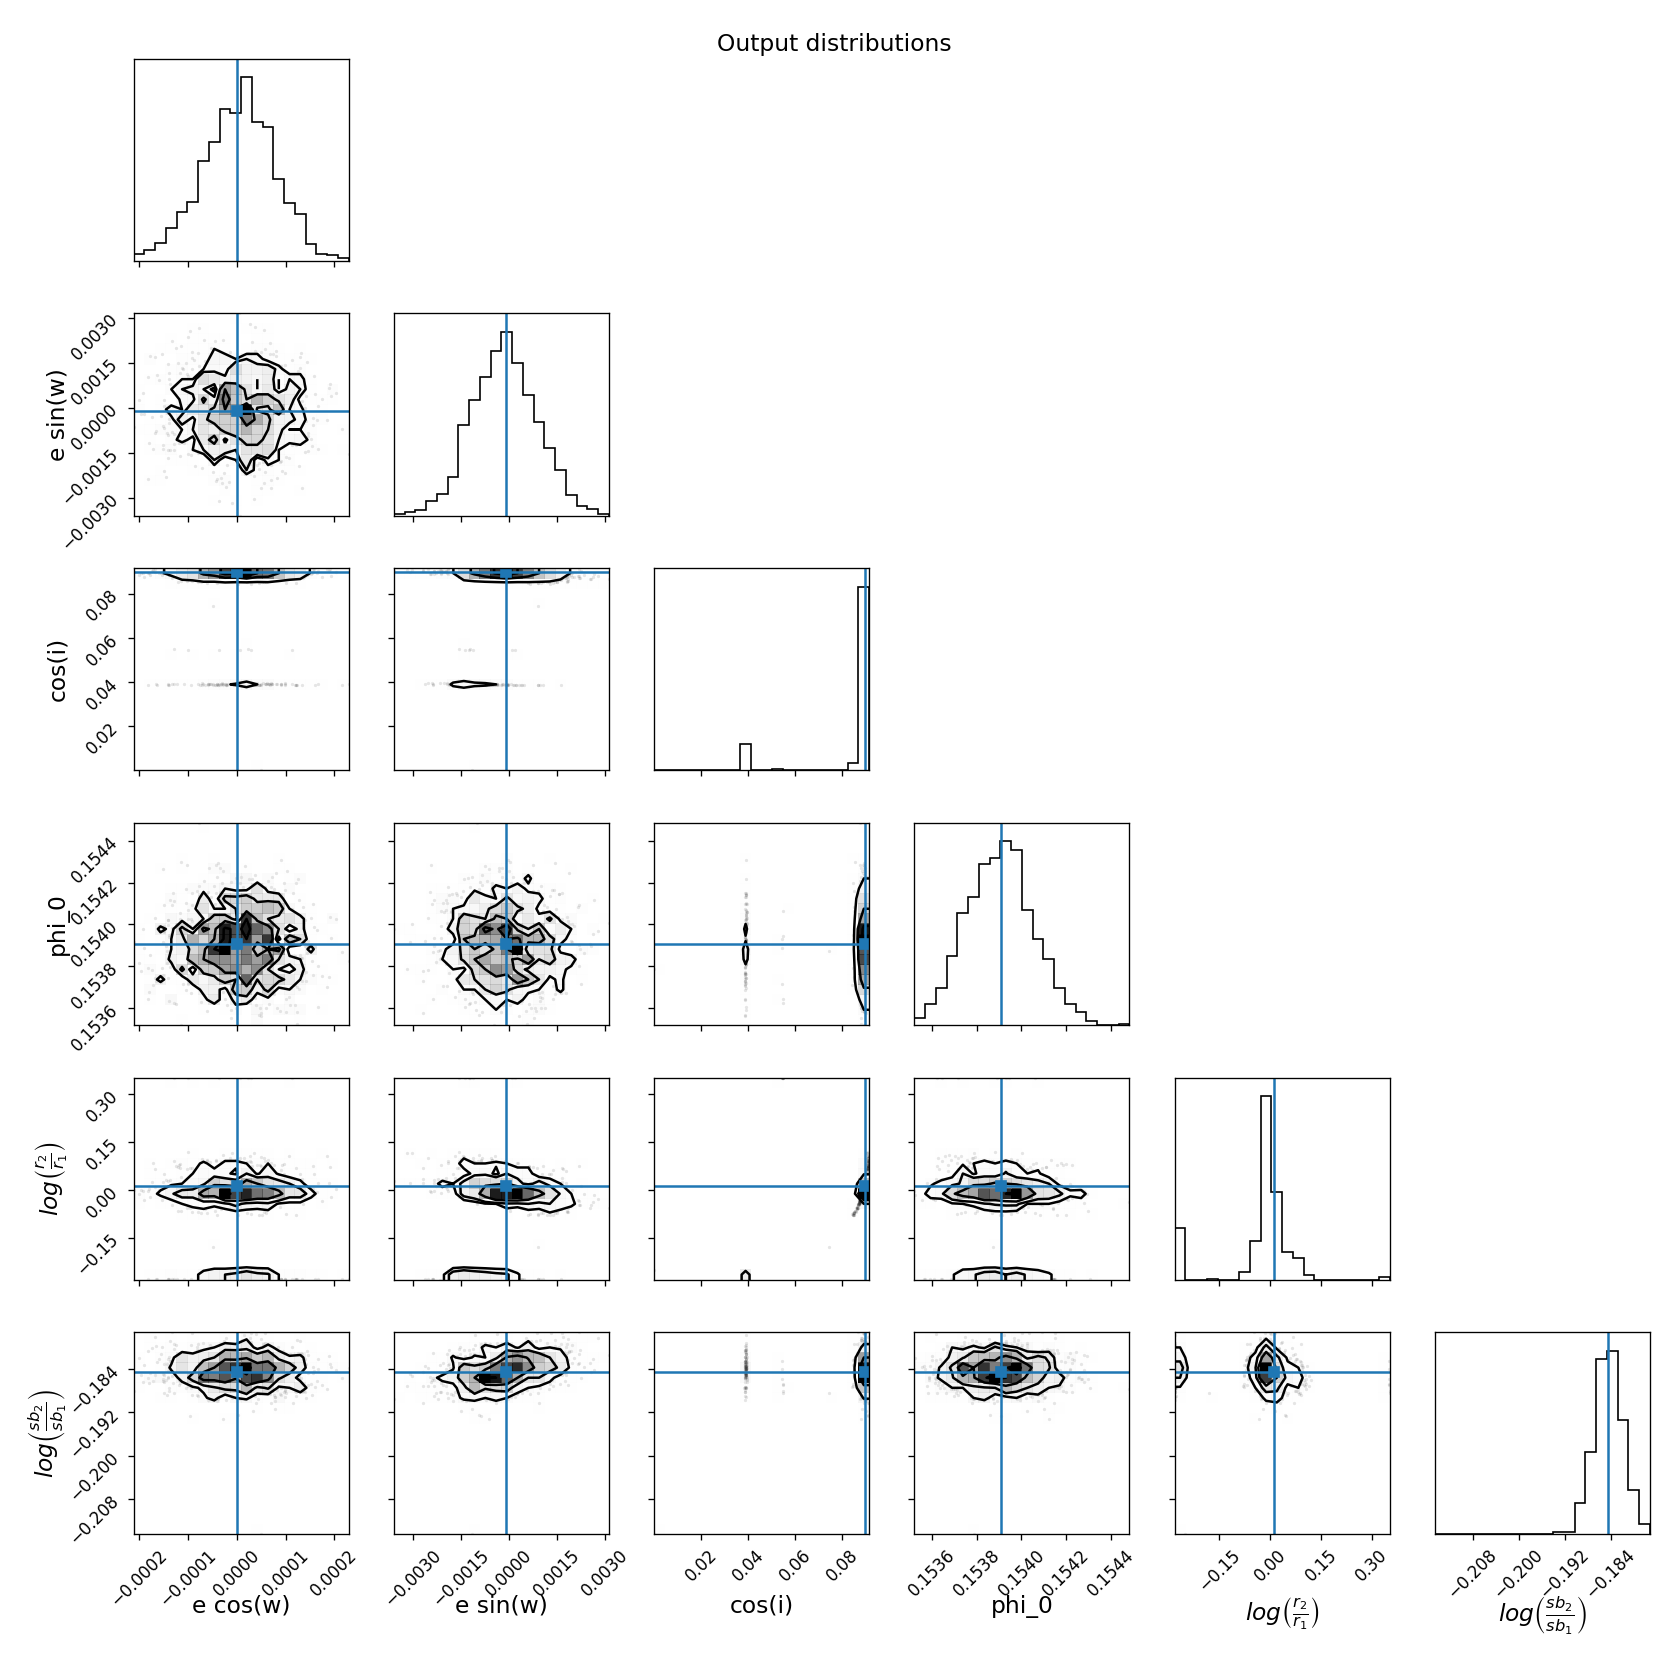 Output distributions
e sin(w)
0.0030
0.0015
0.0000
−0.0015
−0.0030
cos(i)
0.08
0.06
0.04
0.02
phi_0
0.1544
0.1542
0.1540
0.1538
0.1536
log(r₂/r₁)
0.30
0.15
0.00
−0.15
log(sb₂/sb₁)
−0.184
−0.192
−0.200
−0.208
−0.0002 −0.0001 0.0000 0.0001 0.0002
e cos(w)
−0.0030 −0.0015 0.0000 0.0015 0.0030
e sin(w)
0.02 0.04 0.06 0.08
cos(i)
0.1536 0.1538 0.1540 0.1542 0.1544
phi_0
−0.15 0.00 0.15 0.30
log(r₂/r₁)
−0.208 −0.200 −0.192 −0.184
log(sb₂/sb₁)